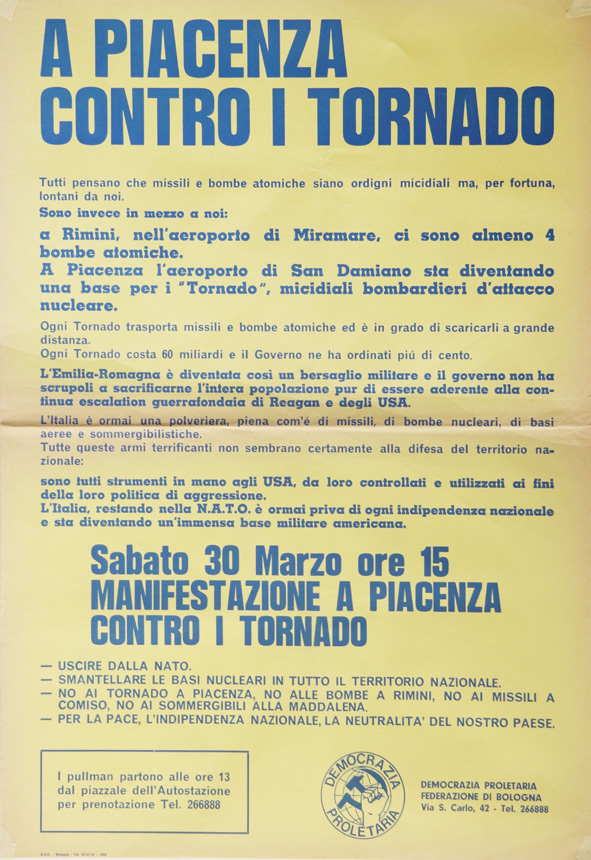 A PIACENZA
CONTRO I TORNADO
Tutti pensano che missili e bombe atomiche siano ordigni micidiali ma, per fortuna,
lontani da noi.
Sono invece in mezzo a noi:
a Rimini, nell'aeroporto di Miramare, ci sono almeno 4
bombe atomiche.
A Piacenza l'aeroporto di San Damiano sta diventando
una base per i "Tornado", micidiali bombardieri d'attacco
nucleare.
Ogni Tornado trasporta missili e bombe atomiche ed è in grado di scaricarli a grande
distanza.
Ogni Tornado costa 60 miliardi e il Governo ne ha ordinati piú di cento.
L'Emilia-Romagna è diventata così un bersaglio militare e il governo non ha
scrupoli a sacrificarne l'intera popolazione pur di essere aderente alla con-
tinua escalation guerrafondaia di Reagan e degli USA.
L'Italia è ormai una polveriera, piena com'é di missili, di bombe nucleari, di basi
aeree e sommergibilistiche.
Tutte queste armi terrificanti non sembrano certamente alla difesa del territorio na-
zionale:
sono tutti strumenti in mano agli USA, da loro controllati e utilizzati ai fini
della loro politica di aggressione.
L'Italia, restando nella N.A.T.O. è ormai priva di ogni indipendenza nazionale
e sta diventando un'immensa base militare americana.
Sabato 30 Marzo ore 15
MANIFESTAZIONE A PIACENZA
CONTRO I TORNADO
— USCIRE DALLA NATO.
— SMANTELLARE LE BASI NUCLEARI IN TUTTO IL TERRITORIO NAZIONALE.
— NO AI TORNADO A PIACENZA, NO ALLE BOMBE A RIMINI, NO AI MISSILI A
COMISO, NO AI SOMMERGIBILI ALLA MADDALENA.
— PER LA PACE, L'INDIPENDENZA NAZIONALE, LA NEUTRALITA' DEL NOSTRO PAESE.
I pullman partono alle ore 13
dal piazzale dell'Autostazione
per prenotazione Tel. 266888
DEMOCRAZIA
PROLETARIA
DEMOCRAZIA PROLETARIA
FEDERAZIONE DI BOLOGNA
Via S. Carlo, 42 - Tel. 266888